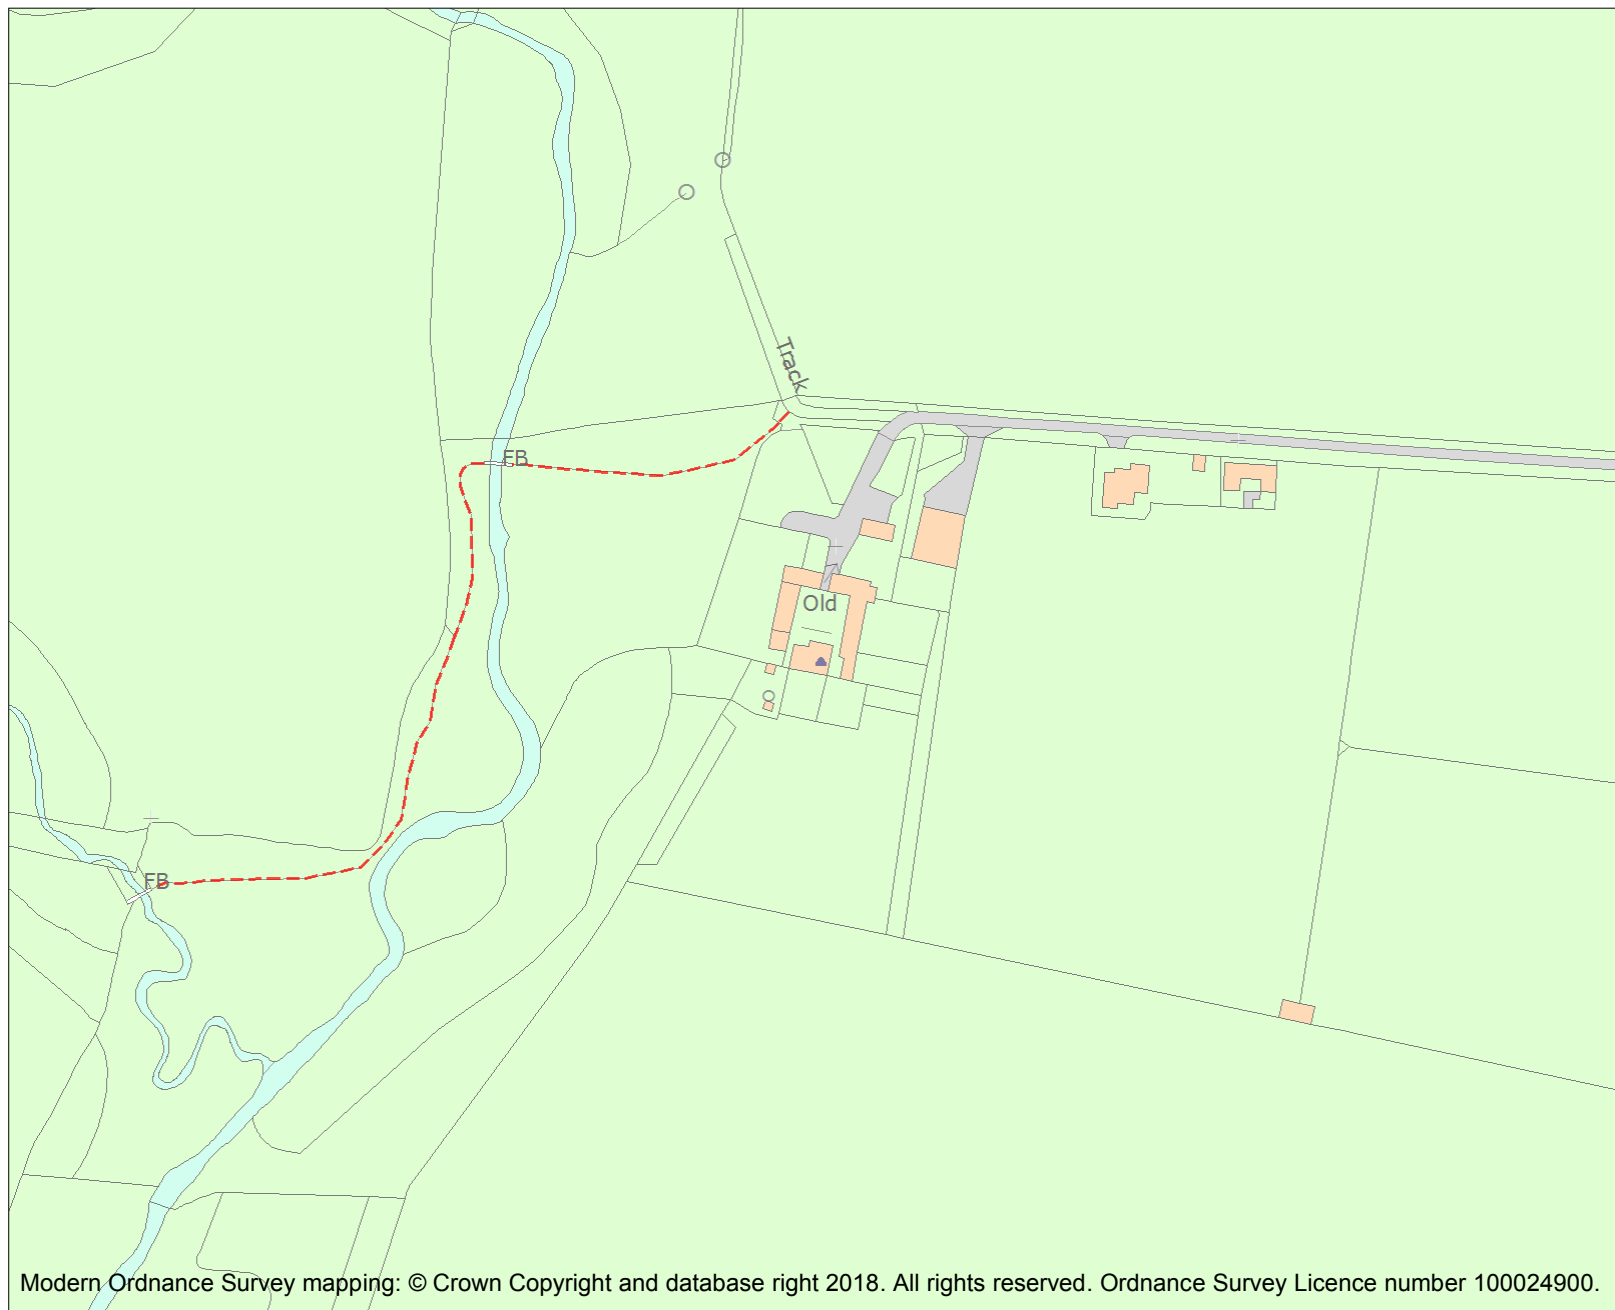 Track
FB
Old
FB
Modern Ordnance Survey mapping: © Crown Copyright and database right 2018. All rights reserved. Ordnance Survey Licence number 100024900.